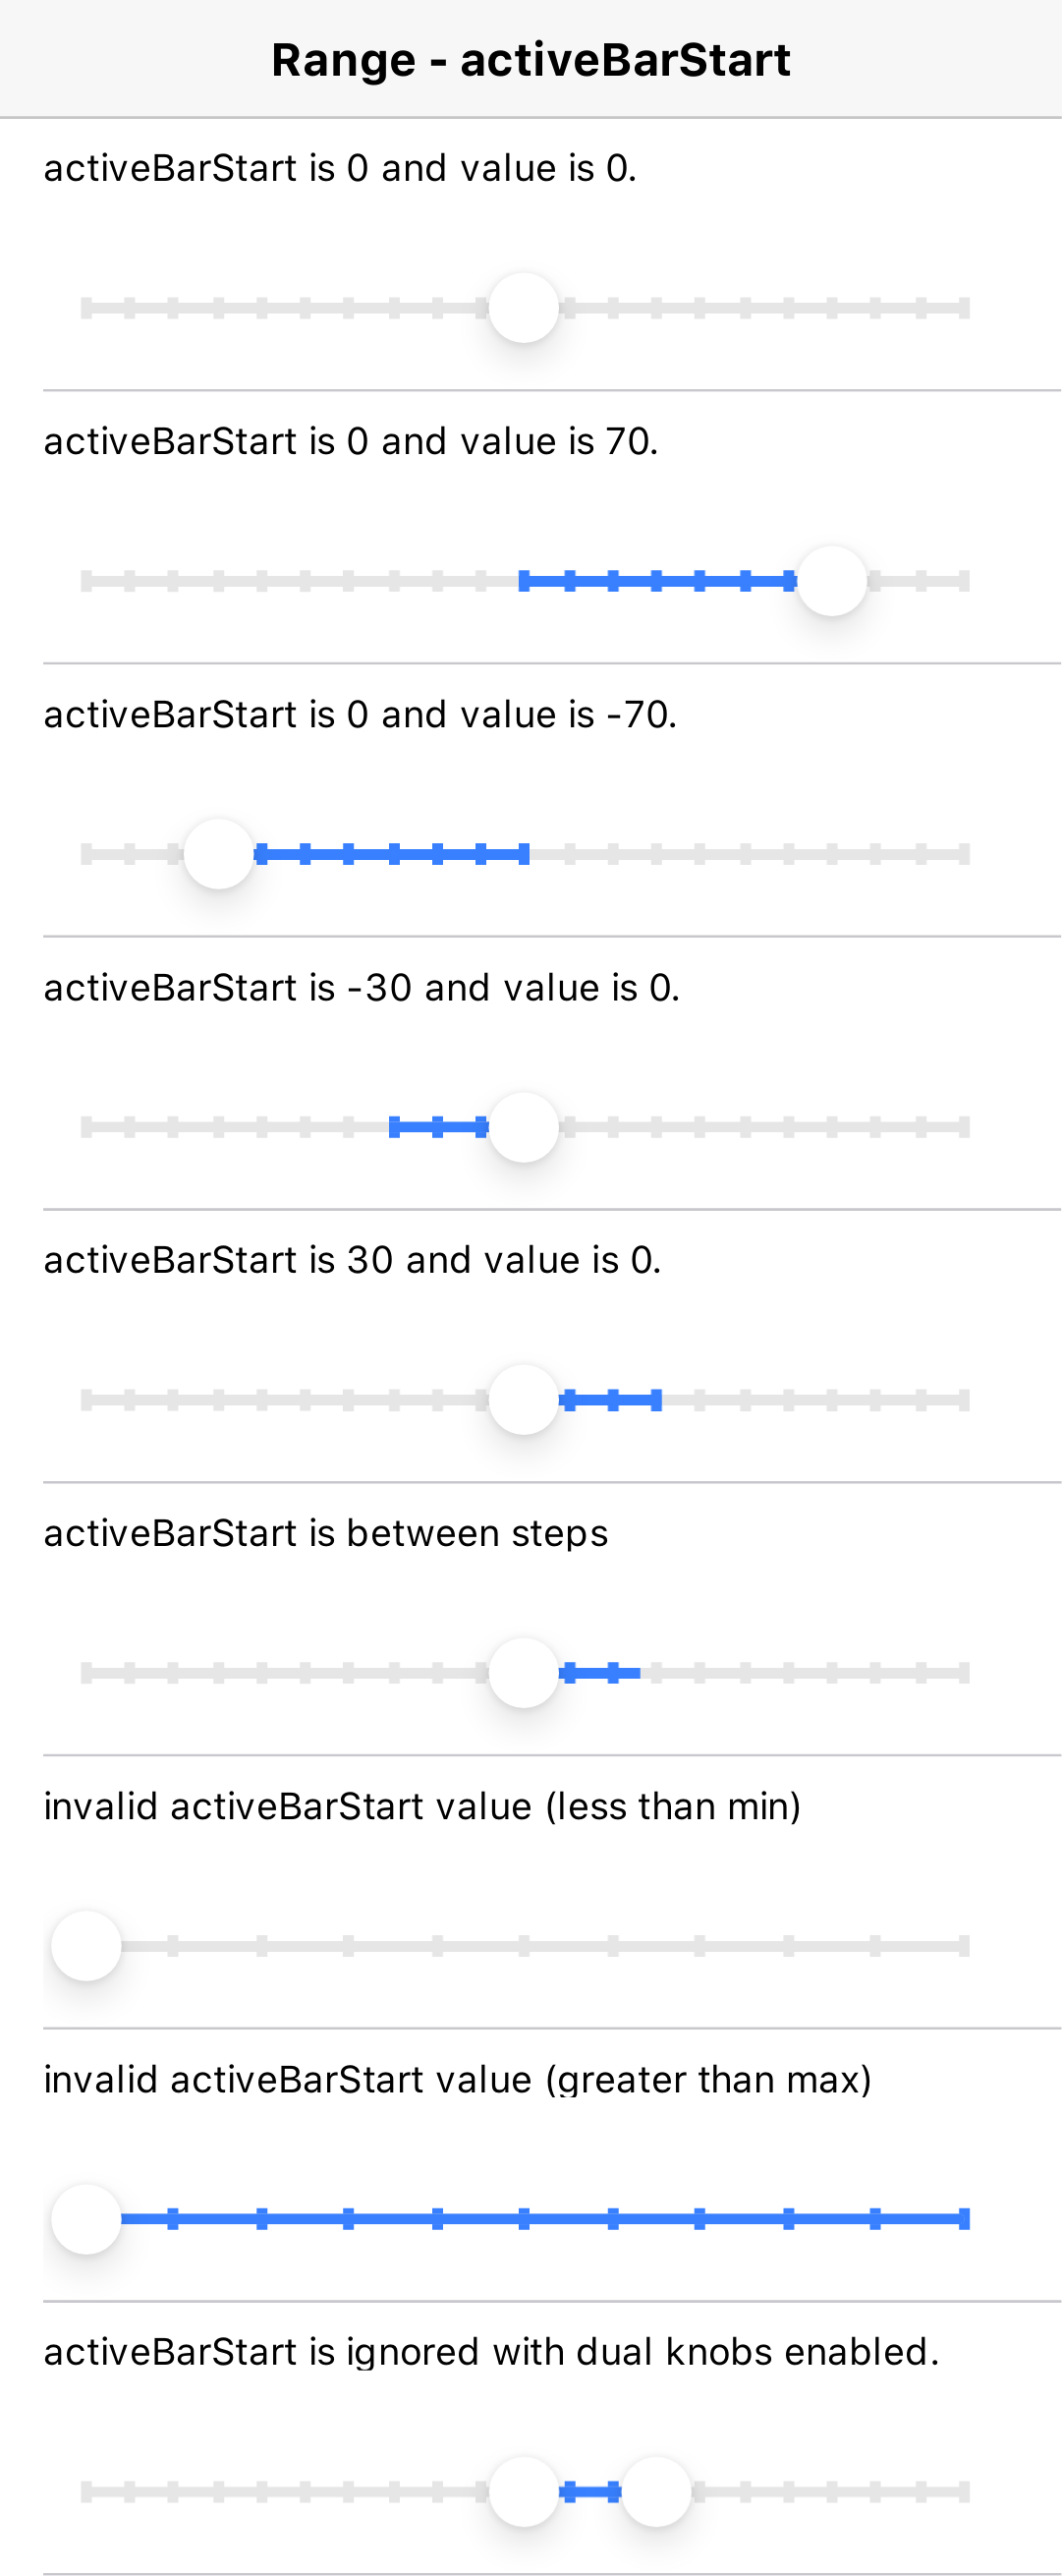 Range - activeBarStart
activeBarStart is 0 and value is 0.
activeBarStart is 0 and value is 70.
activeBarStart is 0 and value is -70.
activeBarStart is -30 and value is 0.
activeBarStart is 30 and value is 0.
activeBarStart is between steps
invalid activeBarStart value (less than min)
invalid activeBarStart value (greater than max)
activeBarStart is ignored with dual knobs enabled.